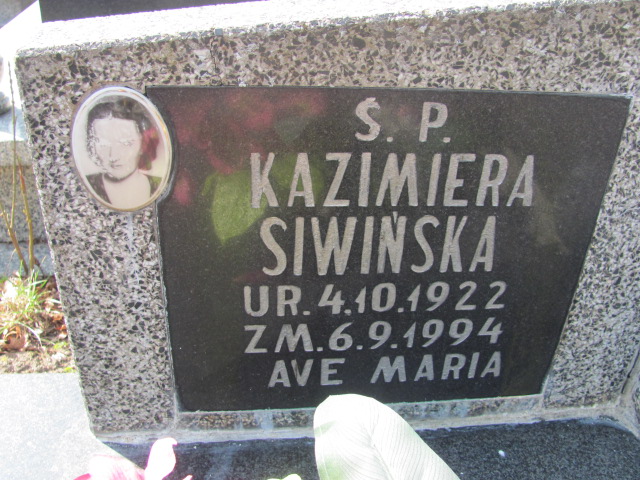 Ś. P.
KAZIMIERA
SIWIŃSKA
UR. 4.10.1922
ZM. 6.9.1994
AVE MARIA